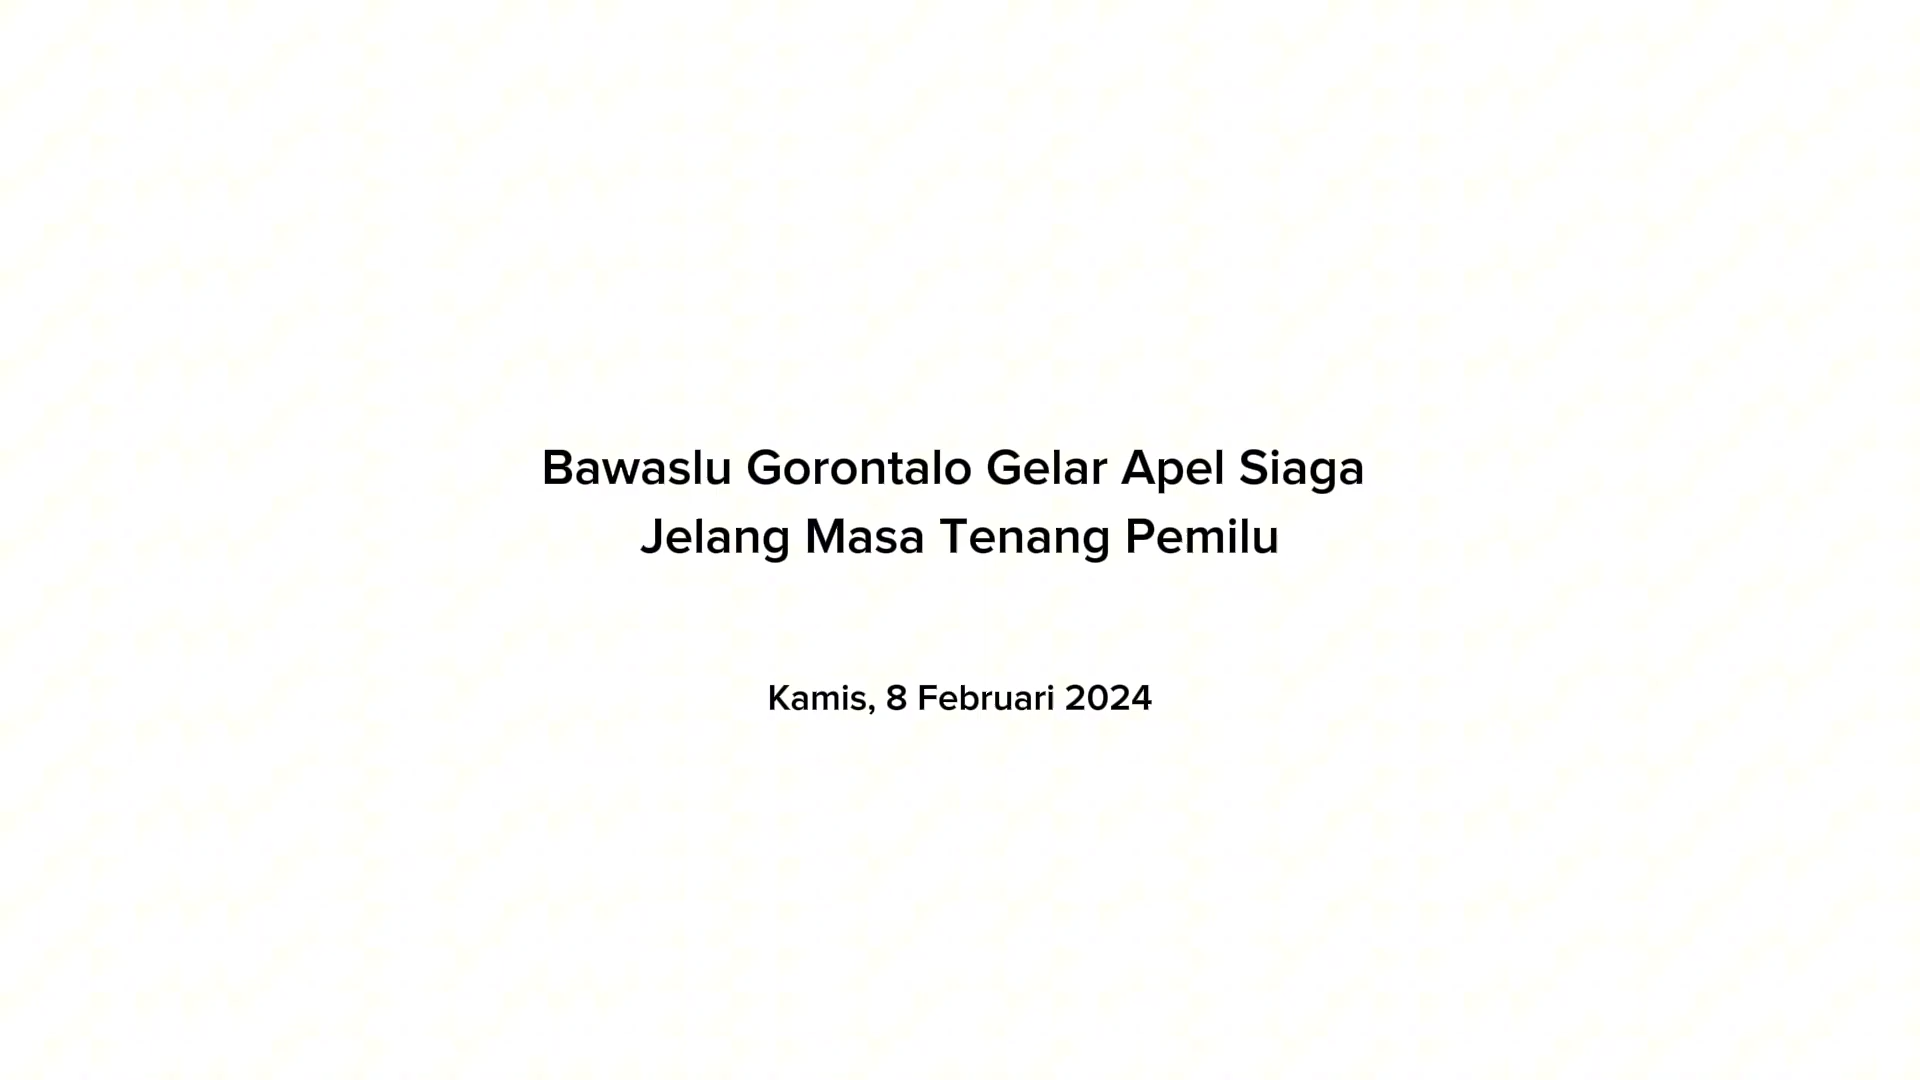 Bawaslu Gorontalo Gelar Apel Siaga
Jelang Masa Tenang Pemilu
Kamis, 8 Februari 2024